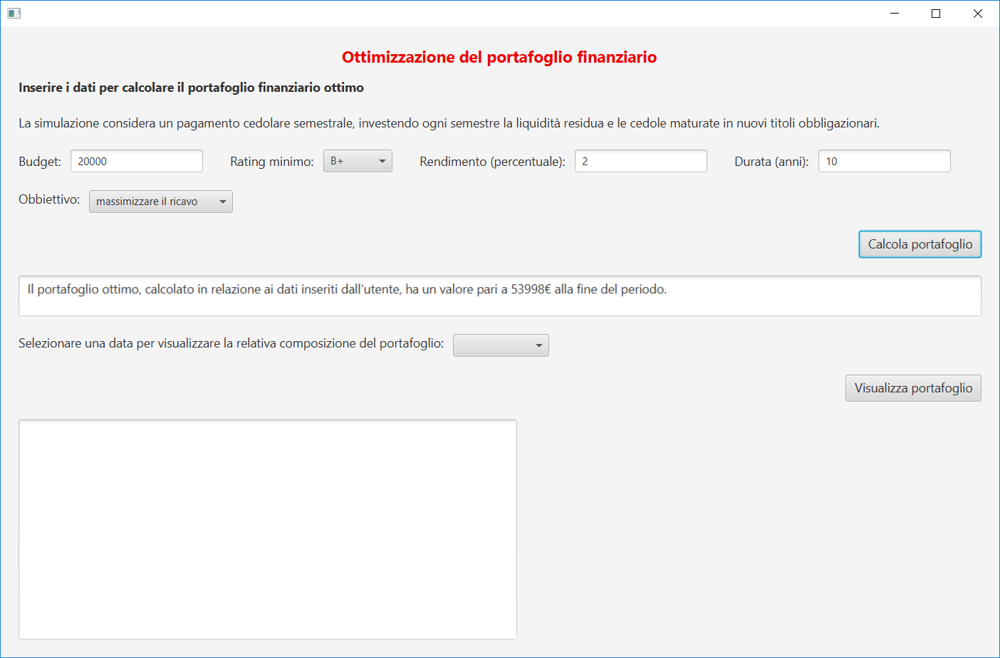 Ottimizzazione del portafoglio finanziario
Inserire i dati per calcolare il portafoglio finanziario ottimo
La simulazione considera un pagamento cedolare semestrale, investendo ogni semestre la liquidità residua e le cedole maturate in nuovi titoli obbligazionari.
Budget: 20000 Rating minimo: B+ Rendimento (percentuale): 2 Durata (anni): 10
Obbiettivo: massimizzare il ricavo
Calcola portafoglio
Il portafoglio ottimo, calcolato in relazione ai dati inseriti dall'utente, ha un valore pari a 53998€ alla fine del periodo.
Selezionare una data per visualizzare la relativa composizione del portafoglio:
Visualizza portafoglio